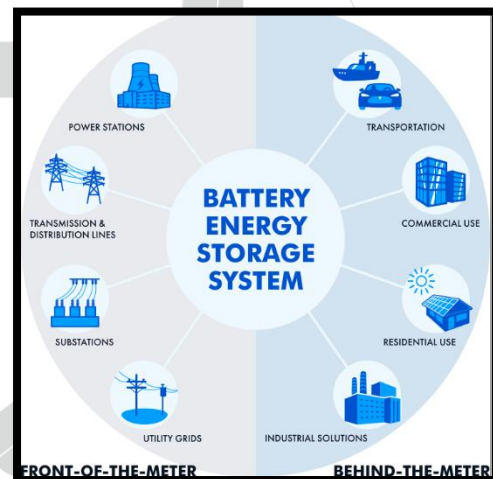 POWER STATIONS
TRANSMISSION &
DISTRIBUTION LINES
SUBSTATIONS
UTILITY GRIDS
BATTERY
ENERGY
STORAGE
SYSTEM
TRANSPORTATION
COMMERCIAL USE
RESIDENTIAL USE
INDUSTRIAL SOLUTIONS
FRONT-OF-THE-METER
BEHIND-THE-METER